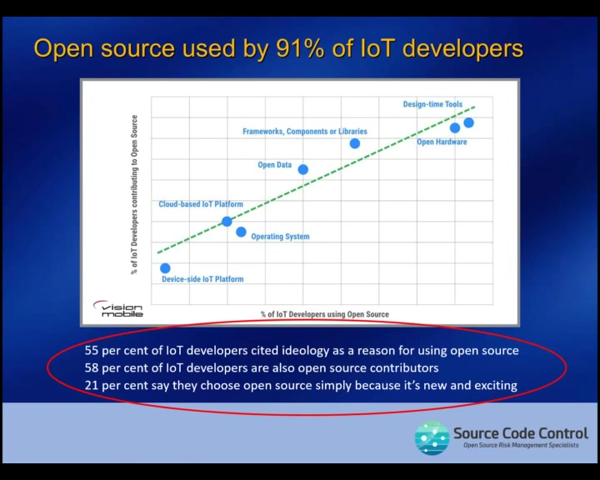 Open source used by 91% of IoT developers
% of IoT Developers contributing to Open Source
Design-time Tools
Frameworks, Components or Libraries
Open Hardware
Open Data
Cloud-based IoT Platform
Operating System
Device-side IoT Platform
vision
mobile
% of IoT Developers using Open Source
55 per cent of IoT developers cited ideology as a reason for using open source
58 per cent of IoT developers are also open source contributors
21 per cent say they choose open source simply because it's new and exciting
Source Code Control
Open Source Risk Management Specialists